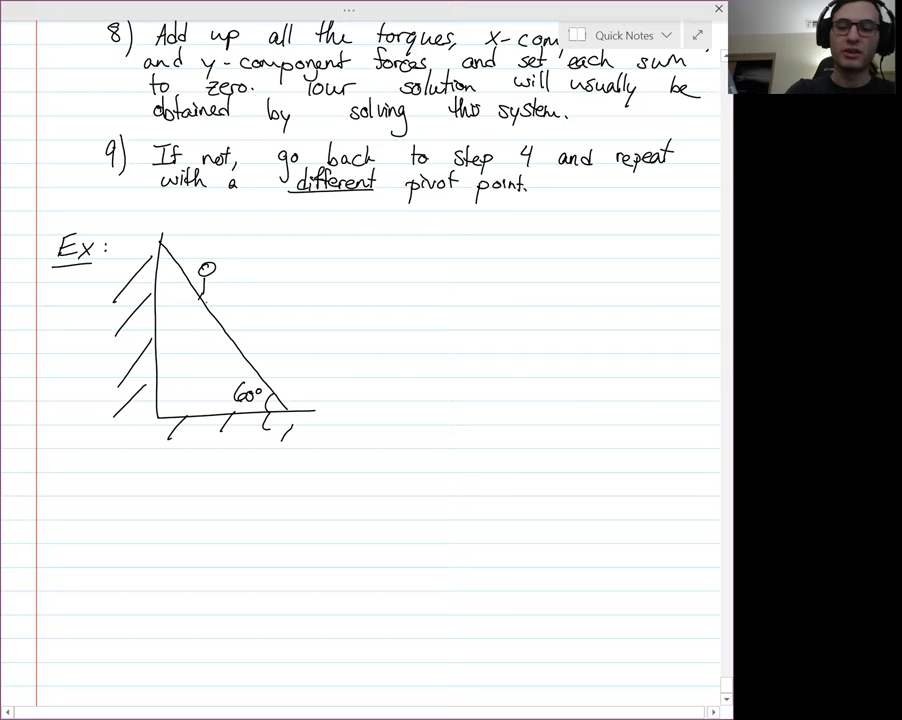 8) Add up all the torques, x-com
Quick Notes
and y-component forces, and set each sum
to zero. Your solution will usually be
obtained by solving this system.
9) If not, go back to step 4 and repeat
with a different pivot point.
Ex:
60°